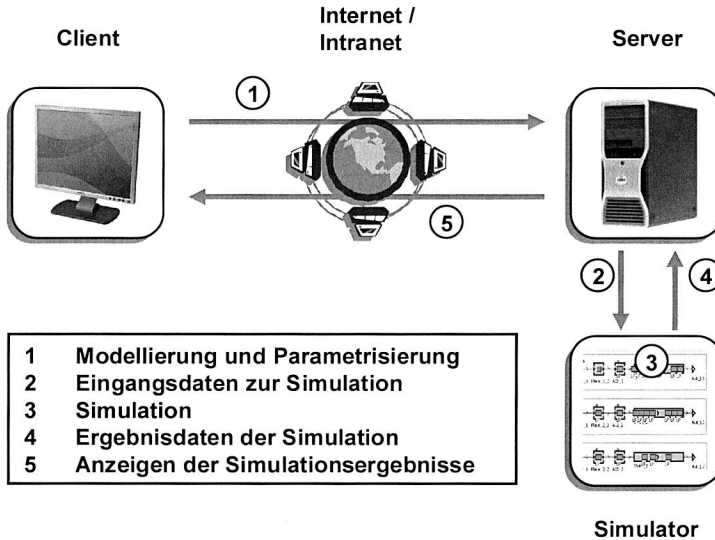 Client
Internet /
Intranet
Server
1
5
2
4
3
1 Modellierung und Parametrisierung
2 Eingangsdaten zur Simulation
3 Simulation
4 Ergebnisdaten der Simulation
5 Anzeigen der Simulationsergebnisse
Simulator